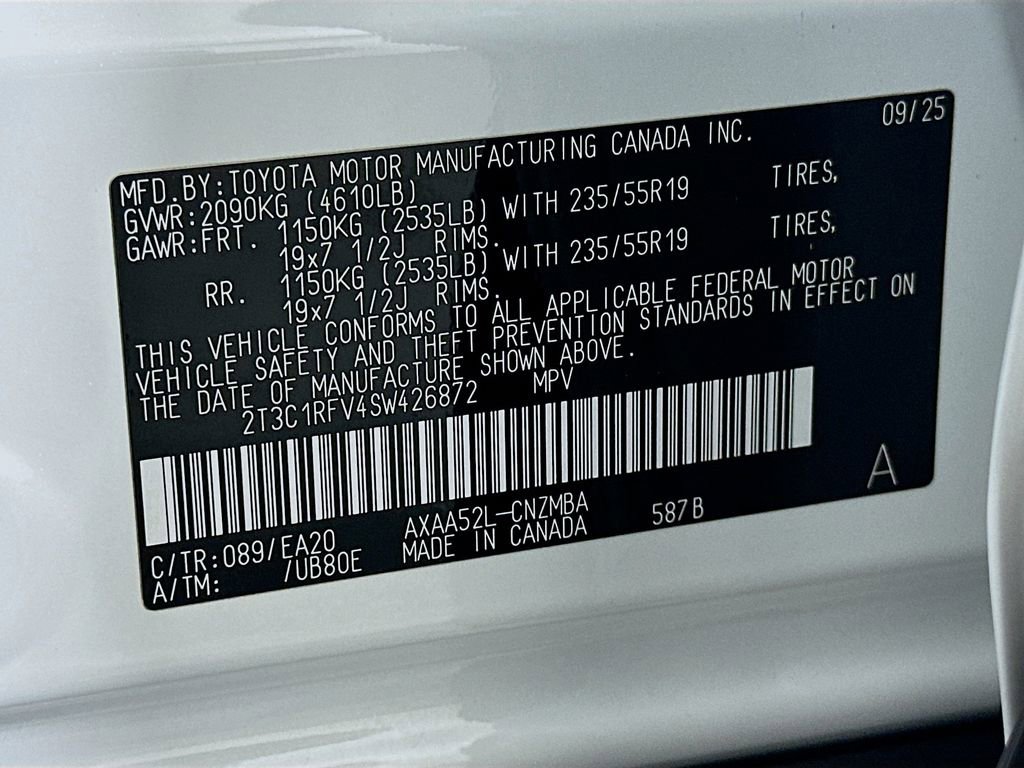 09/25
MFD.BY:TOYOTA MOTOR MANUFACTURING CANADA INC.
GVWR:2090KG (4610LB)
GAWR:FRT. 1150KG (2535LB) WITH 235/55R19 TIRES,
19x7 1/2J RIMS.
RR. 1150KG (2535LB) WITH 235/55R19 TIRES,
19x7 1/2J RIMS.
THIS VEHICLE CONFORMS TO ALL APPLICABLE FEDERAL MOTOR
VEHICLE SAFETY AND THEFT PREVENTION STANDARDS IN EFFECT ON
THE DATE OF MANUFACTURE SHOWN ABOVE.
2T3C1RFV4SW426872 MPV
A
C/TR:089/EA20 AXAA52L-CNZMBA 587B
A/TM: /UB80E MADE IN CANADA